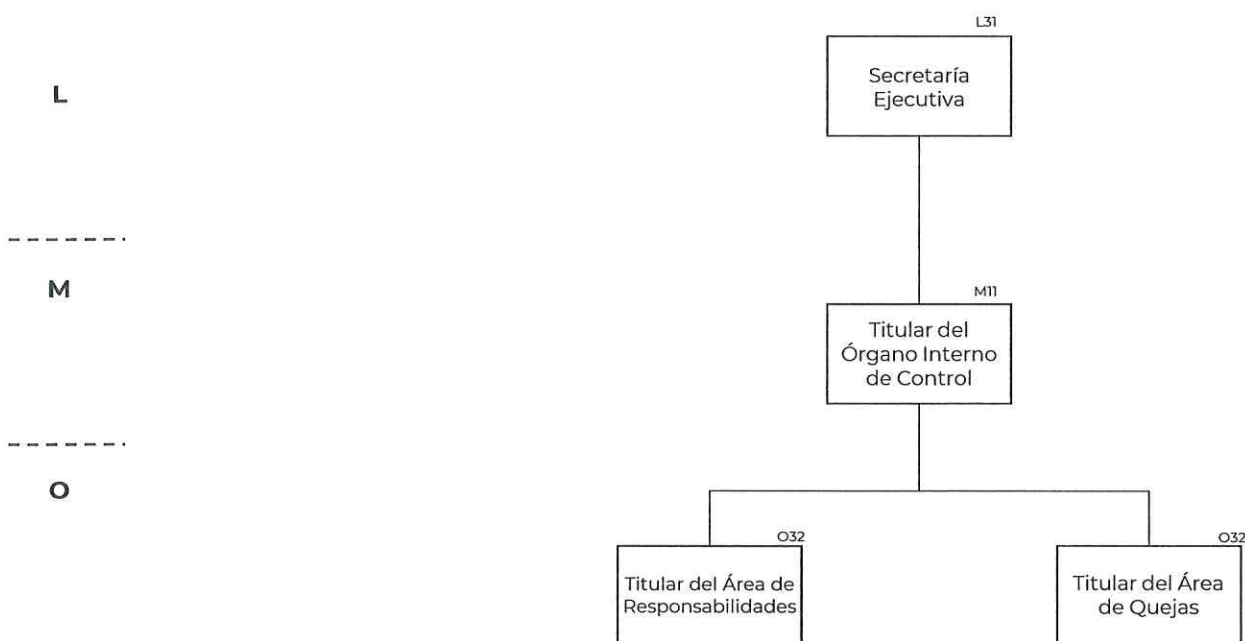 L31
Secretaría
Ejecutiva
L
M
M11
Titular del
Órgano Interno
de Control
O
O32
Titular del Área de
Responsabilidades
O32
Titular del Área
de Quejas